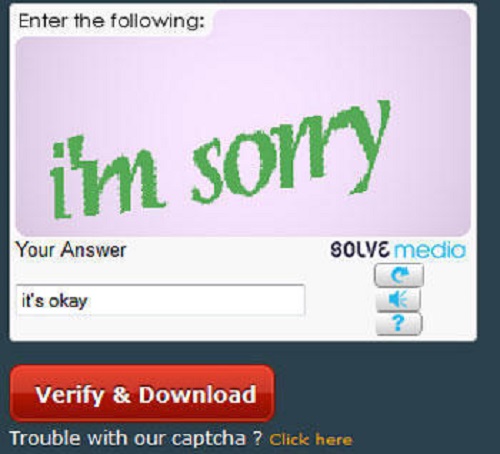 Enter the following:
i'm sorry
Your Answer
SOLVE media
it's okay
?
Verify & Download
Trouble with our captcha ? Click here